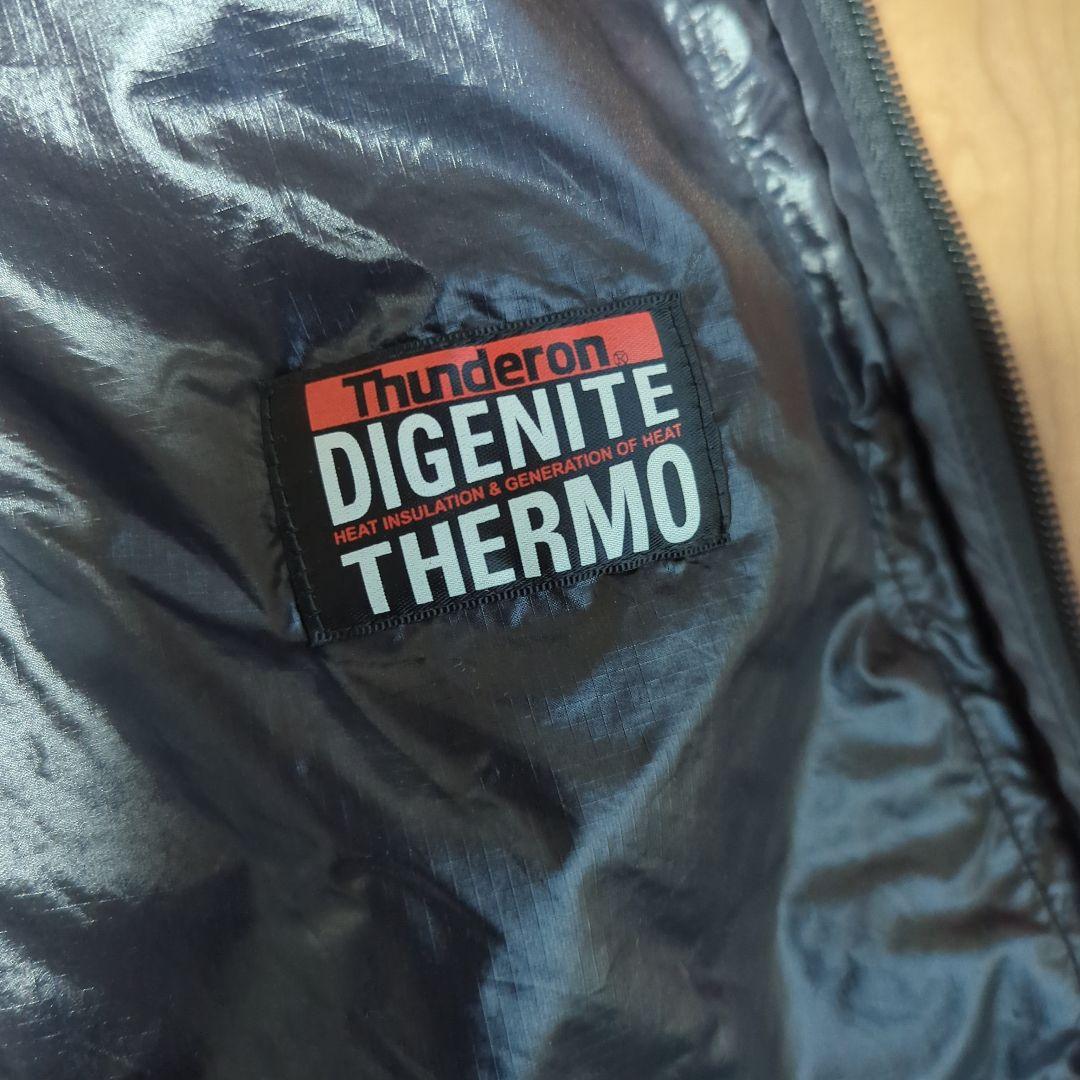 Thunderon®
DIGENITE
HEAT INSULATION & GENERATION OF HEAT
THERMO